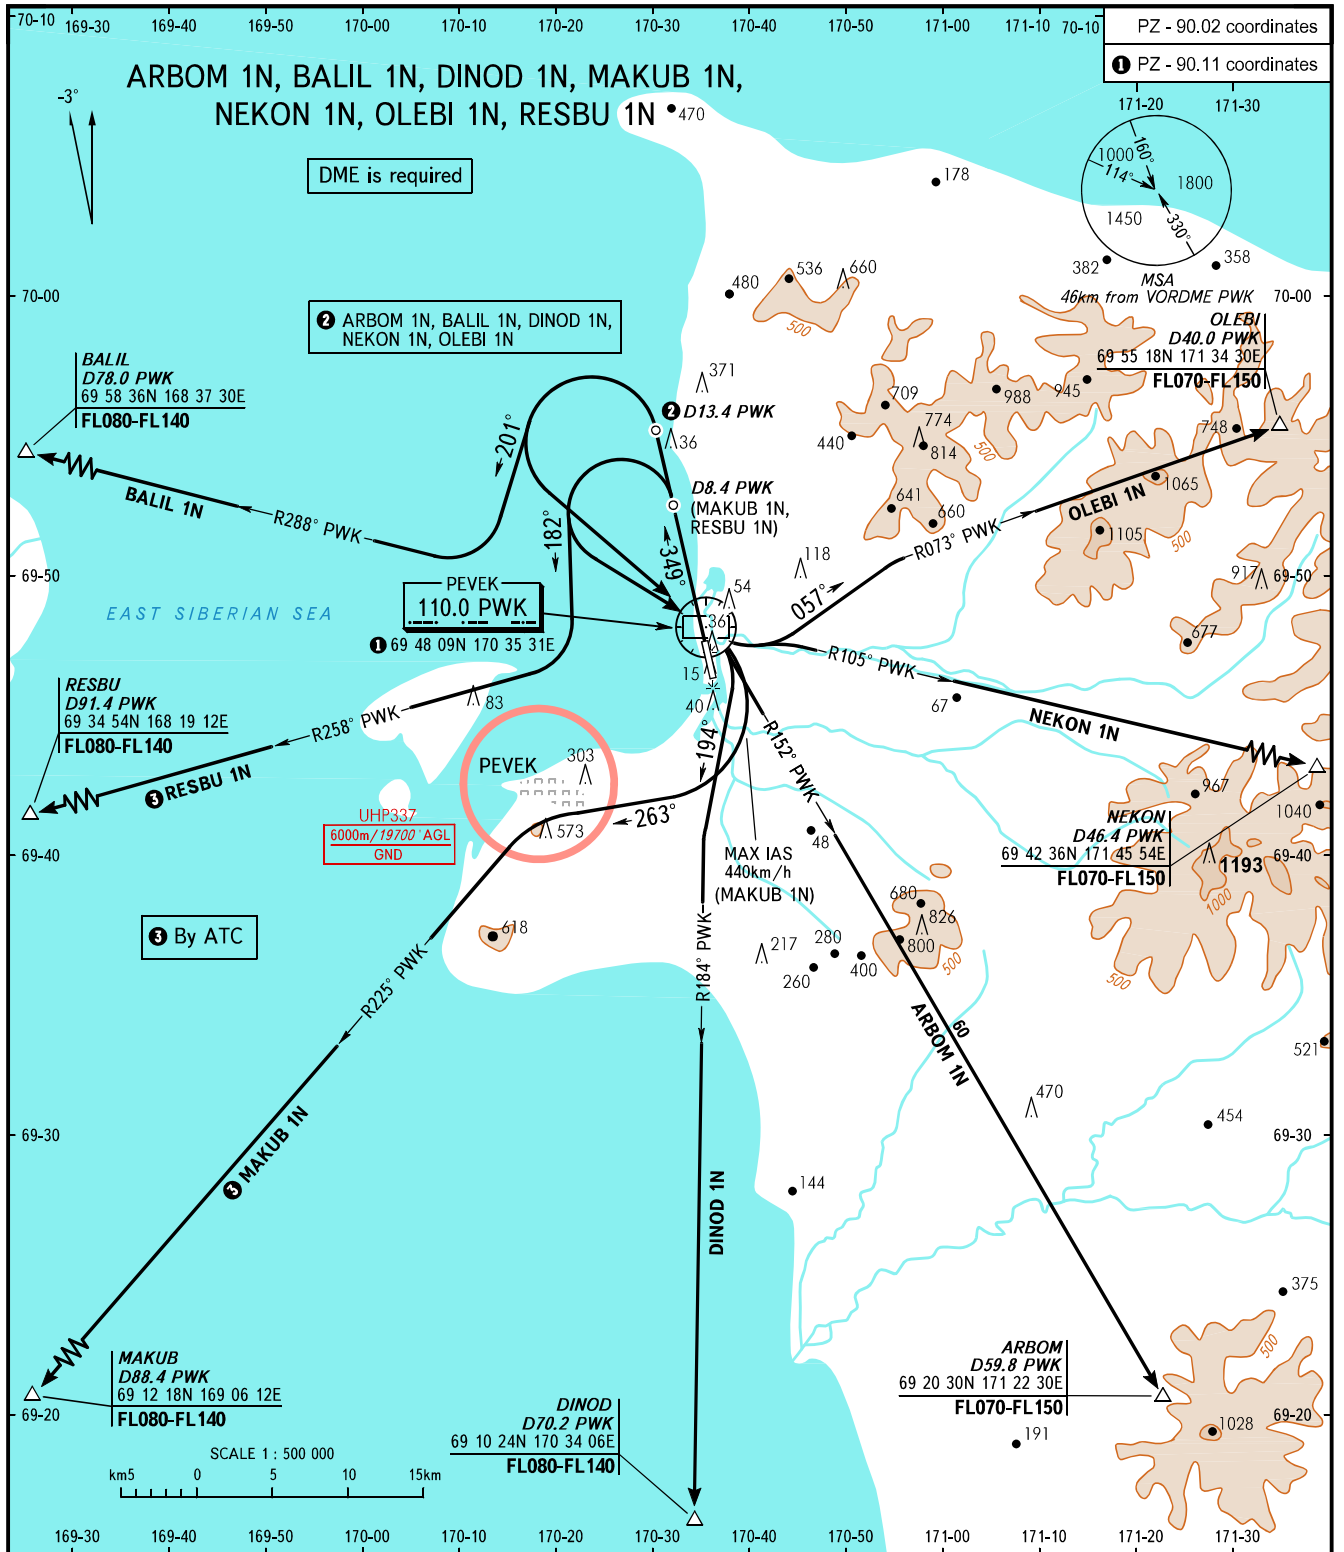 70-10
169-30
169-40
169-50
170-00
170-10
170-20
170-30
170-40
170-50
171-00
171-10
70-10
PZ - 90.02 coordinates
1 PZ - 90.11 coordinates
171-20
171-30
ARBOM 1N, BALIL 1N, DINOD 1N, MAKUB 1N,
NEKON 1N, OLEBI 1N, RESBU 1N
-3°
DME is required
470
178
1000
160°
114°
1800
1450
330°
382
358
MSA
46km from VORDME PWK
70-00
70-00
480
536
660
500
2 ARBOM 1N, BALIL 1N, DINOD 1N,
NEKON 1N, OLEBI 1N
OLEBI
D40.0 PWK
69 55 18N 171 34 30E
FL070-FL150
BALIL
D78.0 PWK
69 58 36N 168 37 30E
FL080-FL140
371
709
988
945
2 D13.4 PWK
36
440
774
814
748
500
201°
BALIL 1N
R288° PWK
D8.4 PWK
(MAKUB 1N,
RESBU 1N)
641
660
1065
OLEBI 1N
1105
500
R073° PWK
182°
349°
118
917
69-50
69-50
PEVEK
110.0 PWK
54
057°
EAST SIBERIAN SEA
36
1 69 48 09N 170 35 31E
677
15
R105° PWK
RESBU
D91.4 PWK
69 34 54N 168 19 12E
FL080-FL140
83
R258° PWK
40
67
NEKON 1N
194°
R152° PWK
3 RESBU 1N
PEVEK
303
UHP337
6000m/19700' AGL
GND
573
263°
967
1040
NEKON
D46.4 PWK
69 42 36N 171 45 54E
FL070-FL150
48
69-40
69-40
1193
1000
MAX IAS
440km/h
(MAKUB 1N)
680
826
800
500
500
3 By ATC
618
217
280
260
400
R225° PWK
R184° PWK
60
ARBOM 1N
521
470
454
69-30
69-30
3 MAKUB 1N
144
DINOD 1N
375
500
MAKUB
D88.4 PWK
69 12 18N 169 06 12E
FL080-FL140
ARBOM
D59.8 PWK
69 20 30N 171 22 30E
FL070-FL150
69-20
69-20
DINOD
D70.2 PWK
69 10 24N 170 34 06E
FL080-FL140
191
1028
SCALE 1 : 500 000
km5
0
5
10
15km
169-30
169-40
169-50
170-00
170-10
170-20
170-30
170-40
170-50
171-00
171-10
171-20
171-30